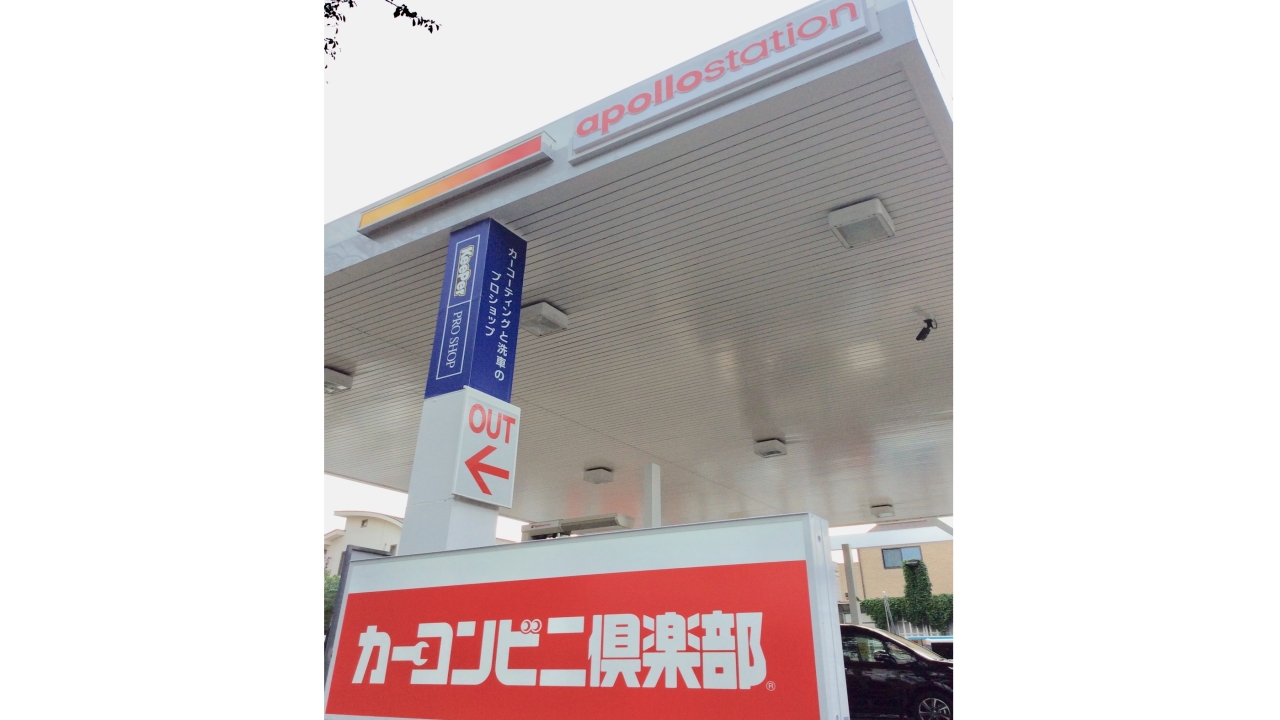 apollostation
KeePer
PRO SHOP
カーコーティングと洗車の
プロショップ
OUT
カーコンビニ倶楽部®